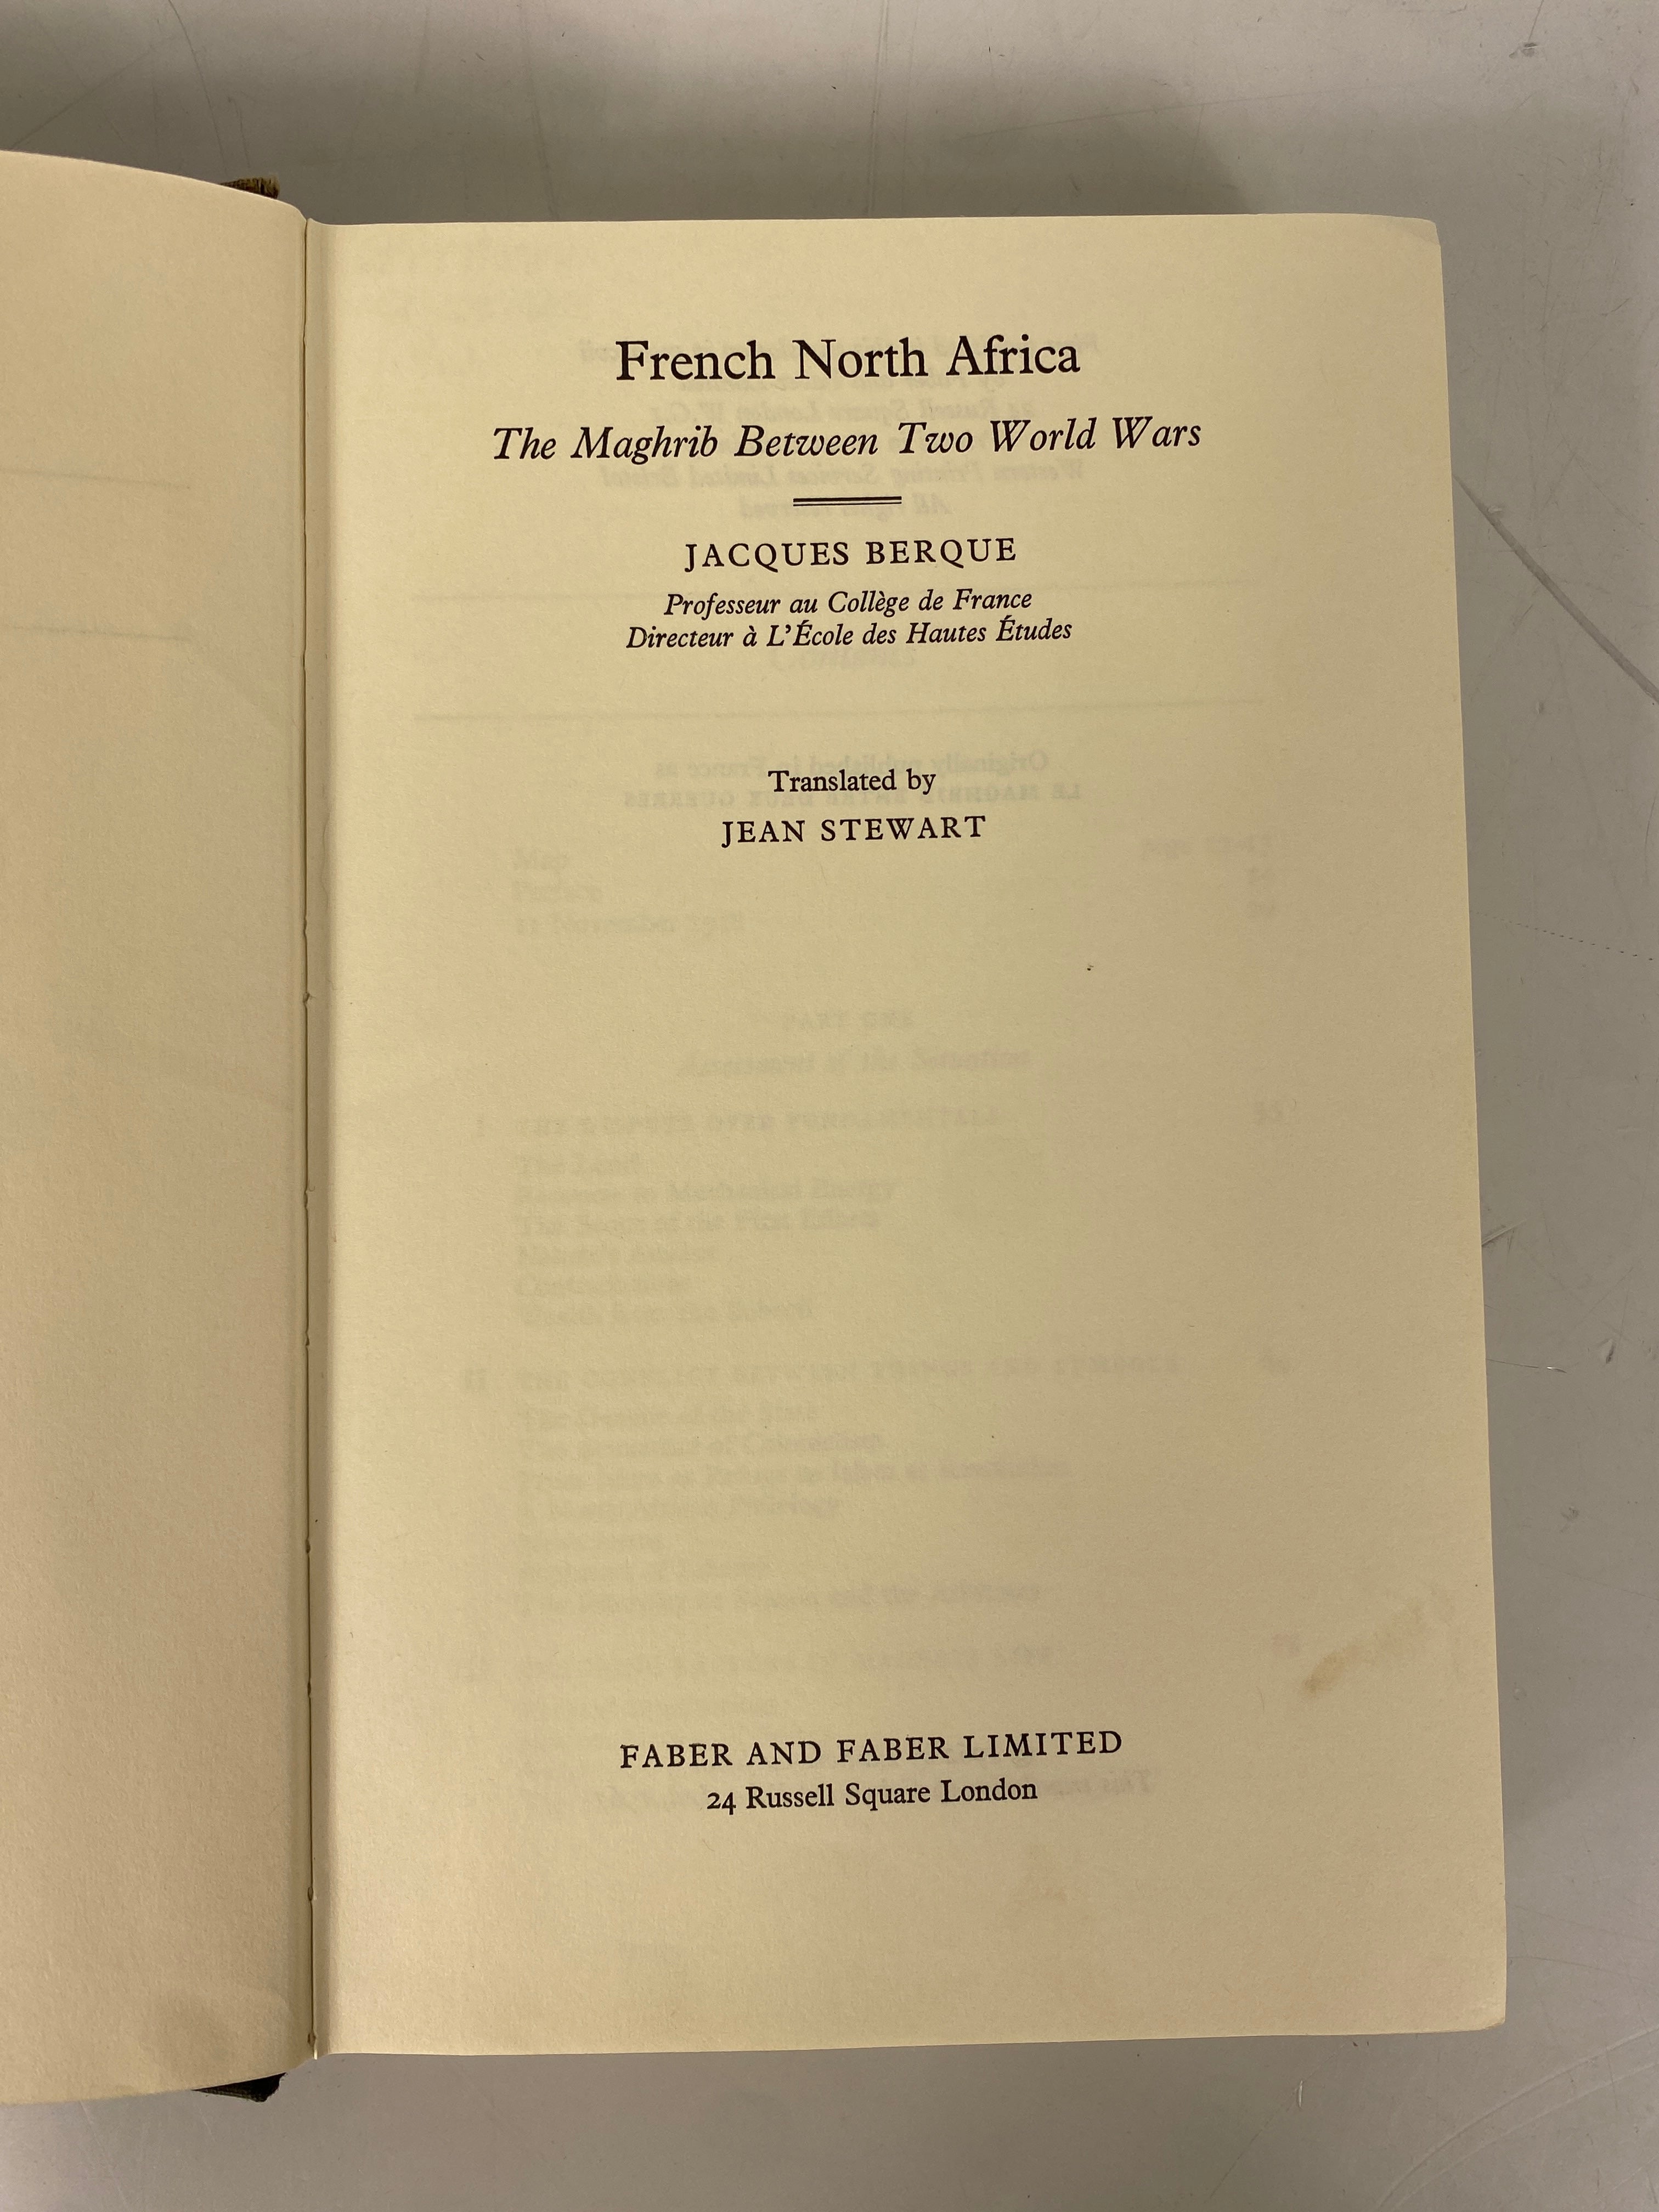 French North Africa
The Maghrib Between Two World Wars
JACQUES BERQUE
Professeur au Collège de France
Directeur à L'École des Hautes Études
Translated by
JEAN STEWART
FABER AND FABER LIMITED
24 Russell Square London